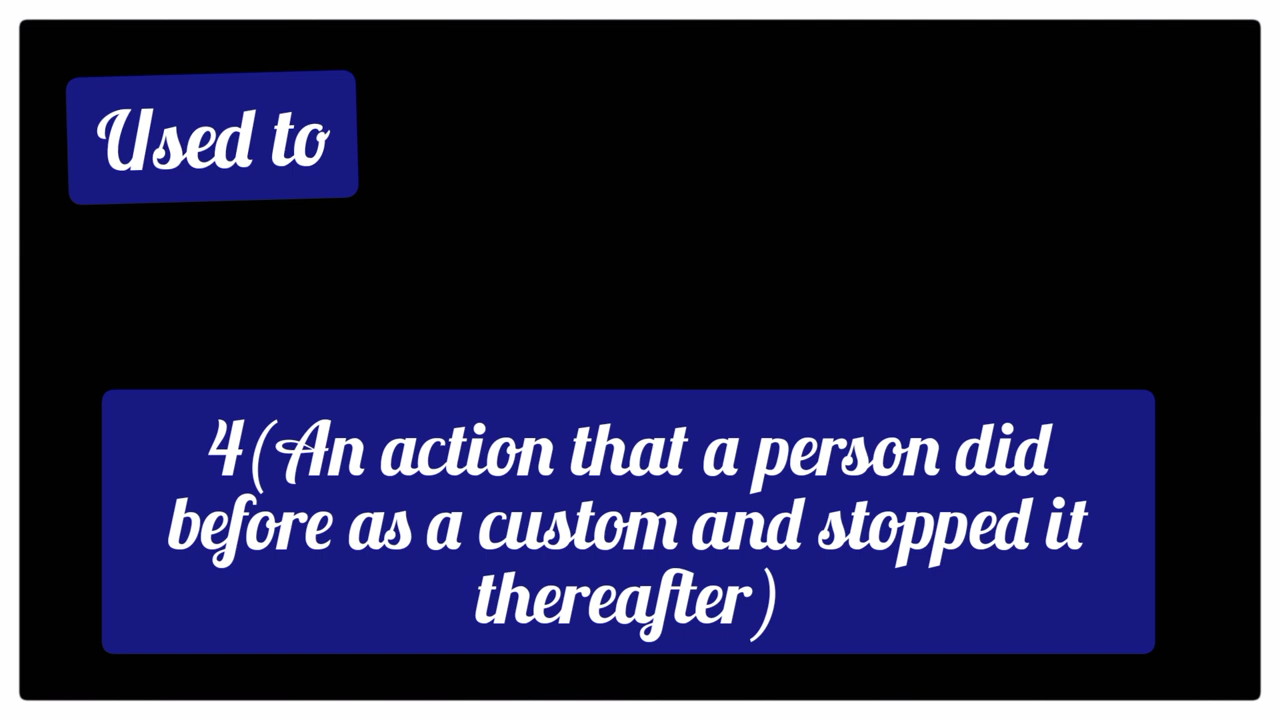 Used to
4(An action that a person did
before as a custom and stopped it
thereafter)